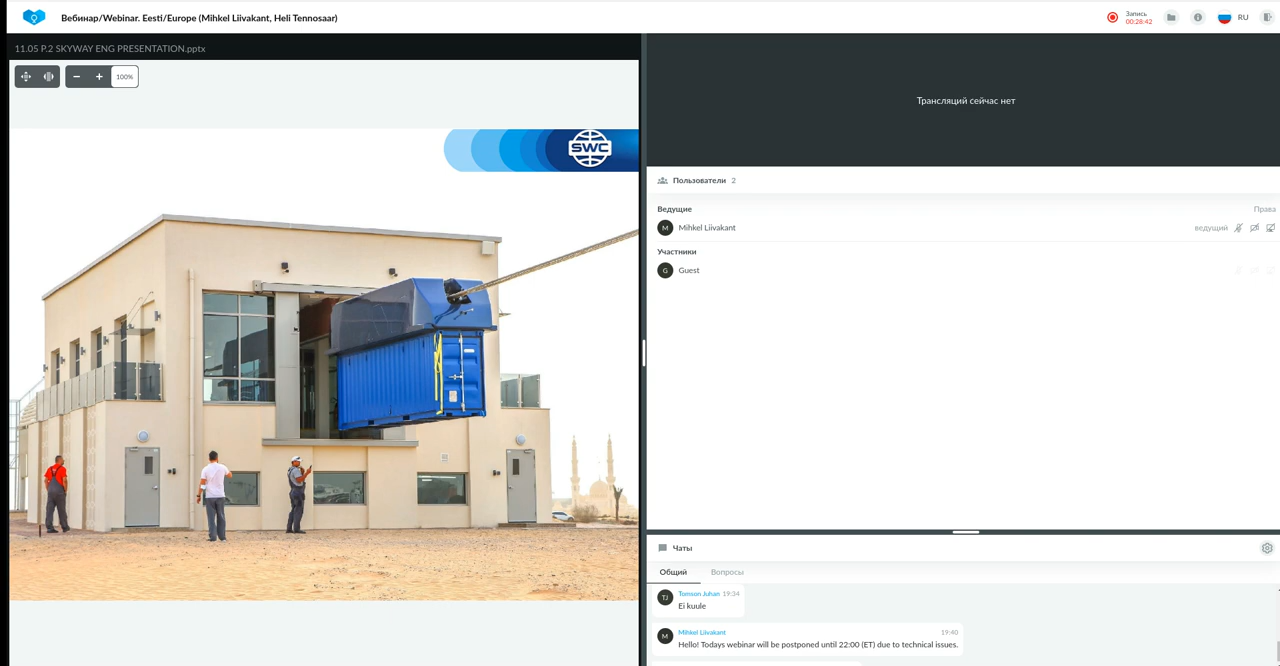 Вебинар/Webinar. Eesti/Europe (Mihkel Liivakant, Heli Tennosaar)
Запись
00:28:42
RU
11.05 P.2 SKYWAY ENG PRESENTATION.pptx
100%
SWC
Трансляций сейчас нет
Пользователи 2
Ведущие Права
M Mihkel Liivakant ведущий
Участники
G Guest
Чаты
Общий Вопросы
TJ Tomson Juhan 19:34
Ei kuule
M Mihkel Liivakant 19:40
Hello! Todays webinar will be postponed until 22:00 (ET) due to technical issues.